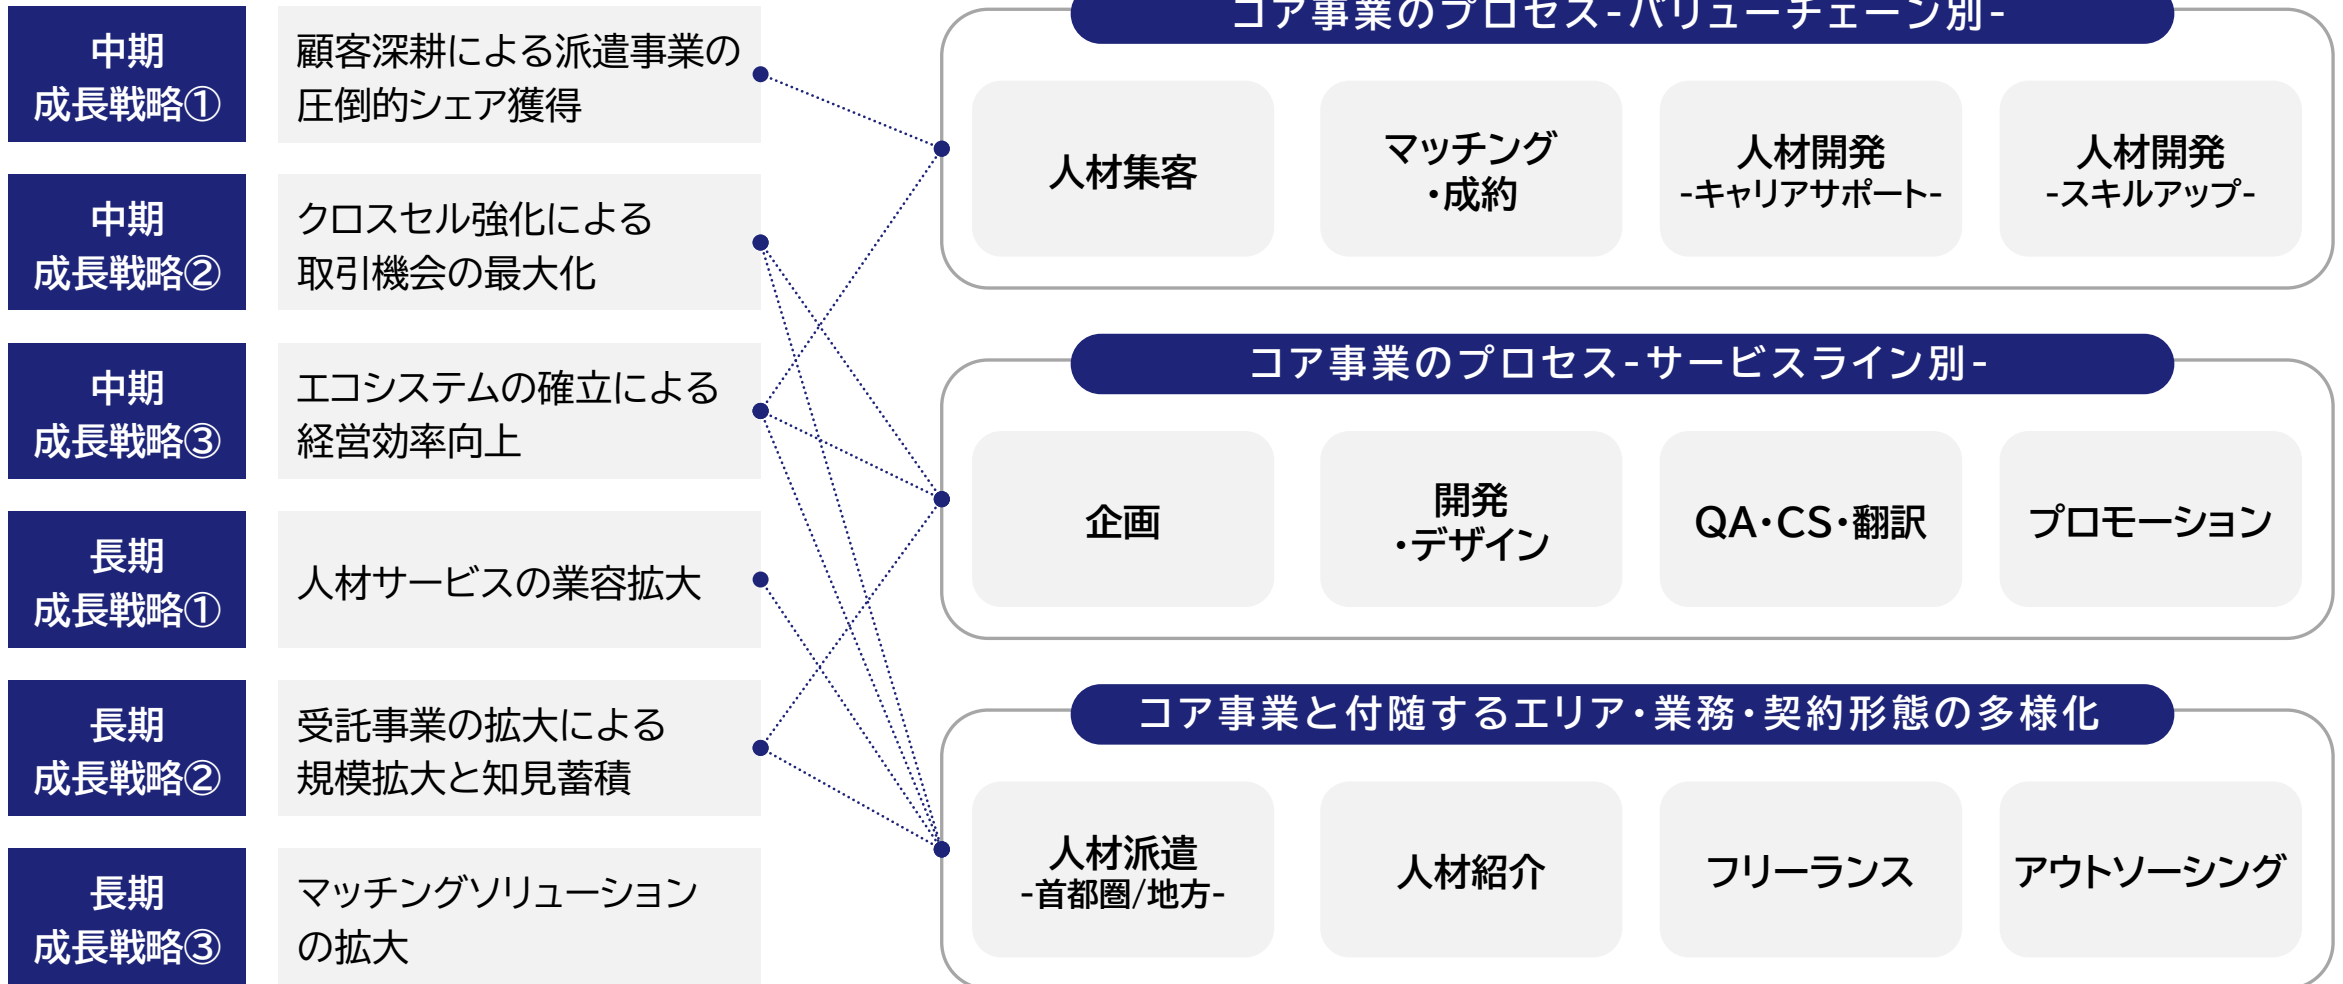 中期
成長戦略①
顧客深耕による派遣事業の
圧倒的シェア獲得
中期
成長戦略②
クロスセル強化による
取引機会の最大化
中期
成長戦略③
エコシステムの確立による
経営効率向上
長期
成長戦略①
人材サービスの業容拡大
長期
成長戦略②
受託事業の拡大による
規模拡大と知見蓄積
長期
成長戦略③
マッチングソリューション
の拡大
コア事業のプロセス-バリューチェーン別-
人材集客
マッチング
・成約
人材開発
-キャリアサポート-
人材開発
-スキルアップ-
コア事業のプロセス-サービスライン別-
企画
開発
・デザイン
QA・CS・翻訳
プロモーション
コア事業と付随するエリア・業務・契約形態の多様化
人材派遣
-首都圏/地方-
人材紹介
フリーランス
アウトソーシング